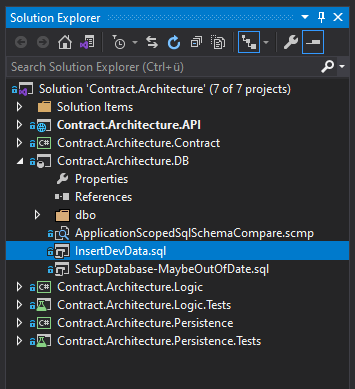 Solution Explorer
Search Solution Explorer (Ctrl+ü)
Solution 'Contract.Architecture' (7 of 7 projects)
Solution Items
Contract.Architecture.API
C# Contract.Architecture.Contract
Contract.Architecture.DB
Properties
References
dbo
ApplicationScopedSqlSchemaCompare.scmp
InsertDevData.sql
SetupDatabase-MaybeOutOfDate.sql
C# Contract.Architecture.Logic
Contract.Architecture.Logic.Tests
C# Contract.Architecture.Persistence
Contract.Architecture.Persistence.Tests